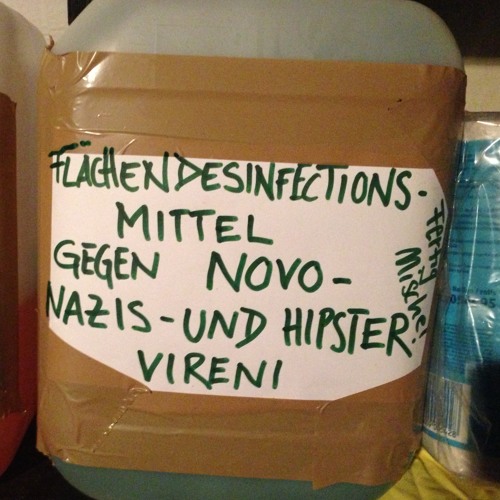 FLÄCHENDESINFECTIONS-
MITTEL
GEGEN NOVO-
NAZIS-UND HIPSTER
VIRENI
Fertig
Mische!